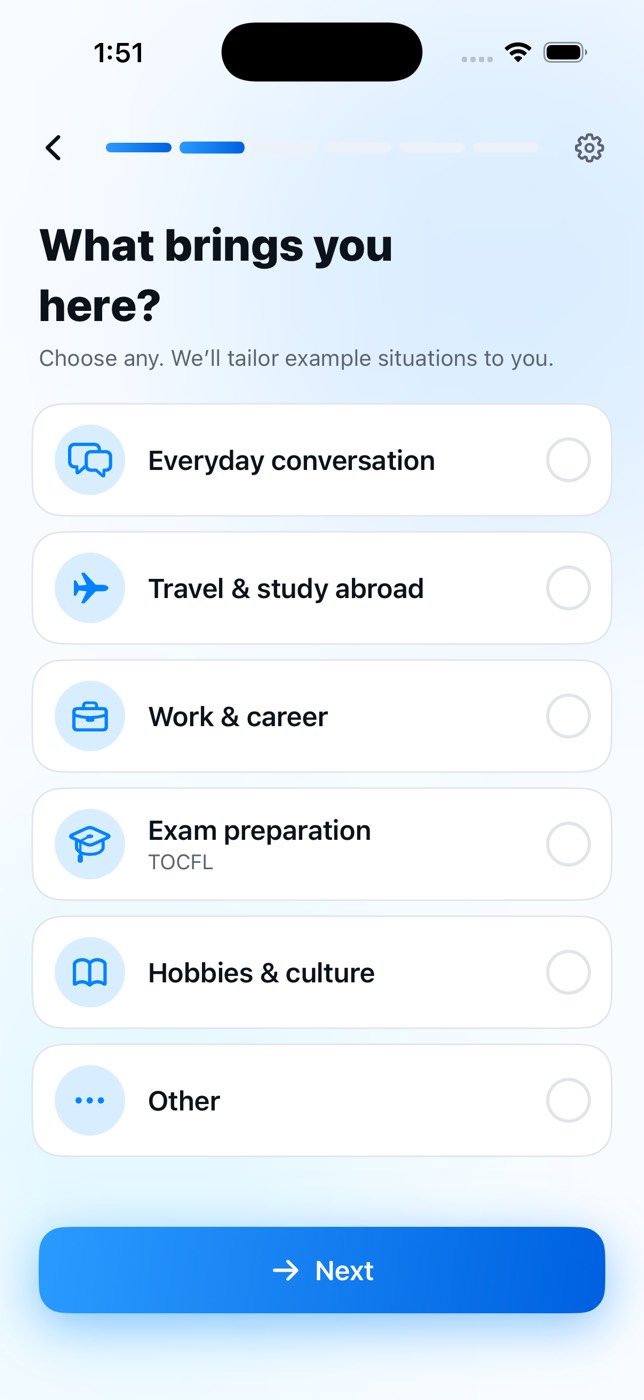 1:51
What brings you
here?
Choose any. We’ll tailor example situations to you.
Everyday conversation
Travel & study abroad
Work & career
Exam preparation
TOCFL
Hobbies & culture
Other
Next